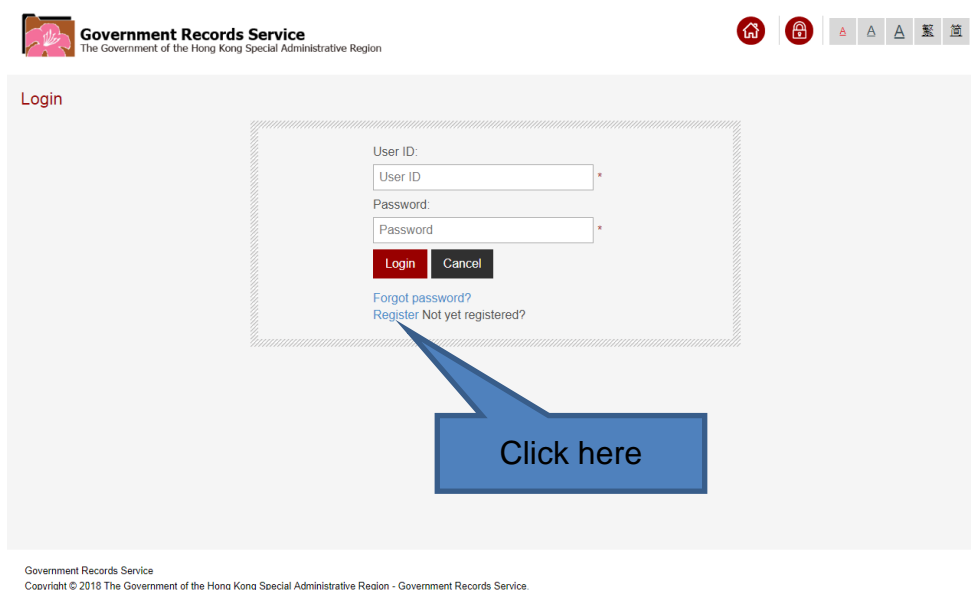 Government Records Service
The Government of the Hong Kong Special Administrative Region
A A A 繁 简
Login
User ID:
User ID *
Password:
Password *
Login Cancel
Forgot password?
Register Not yet registered?
Click here
Government Records Service
Copyright © 2018 The Government of the Hong Kong Special Administrative Region - Government Records Service.